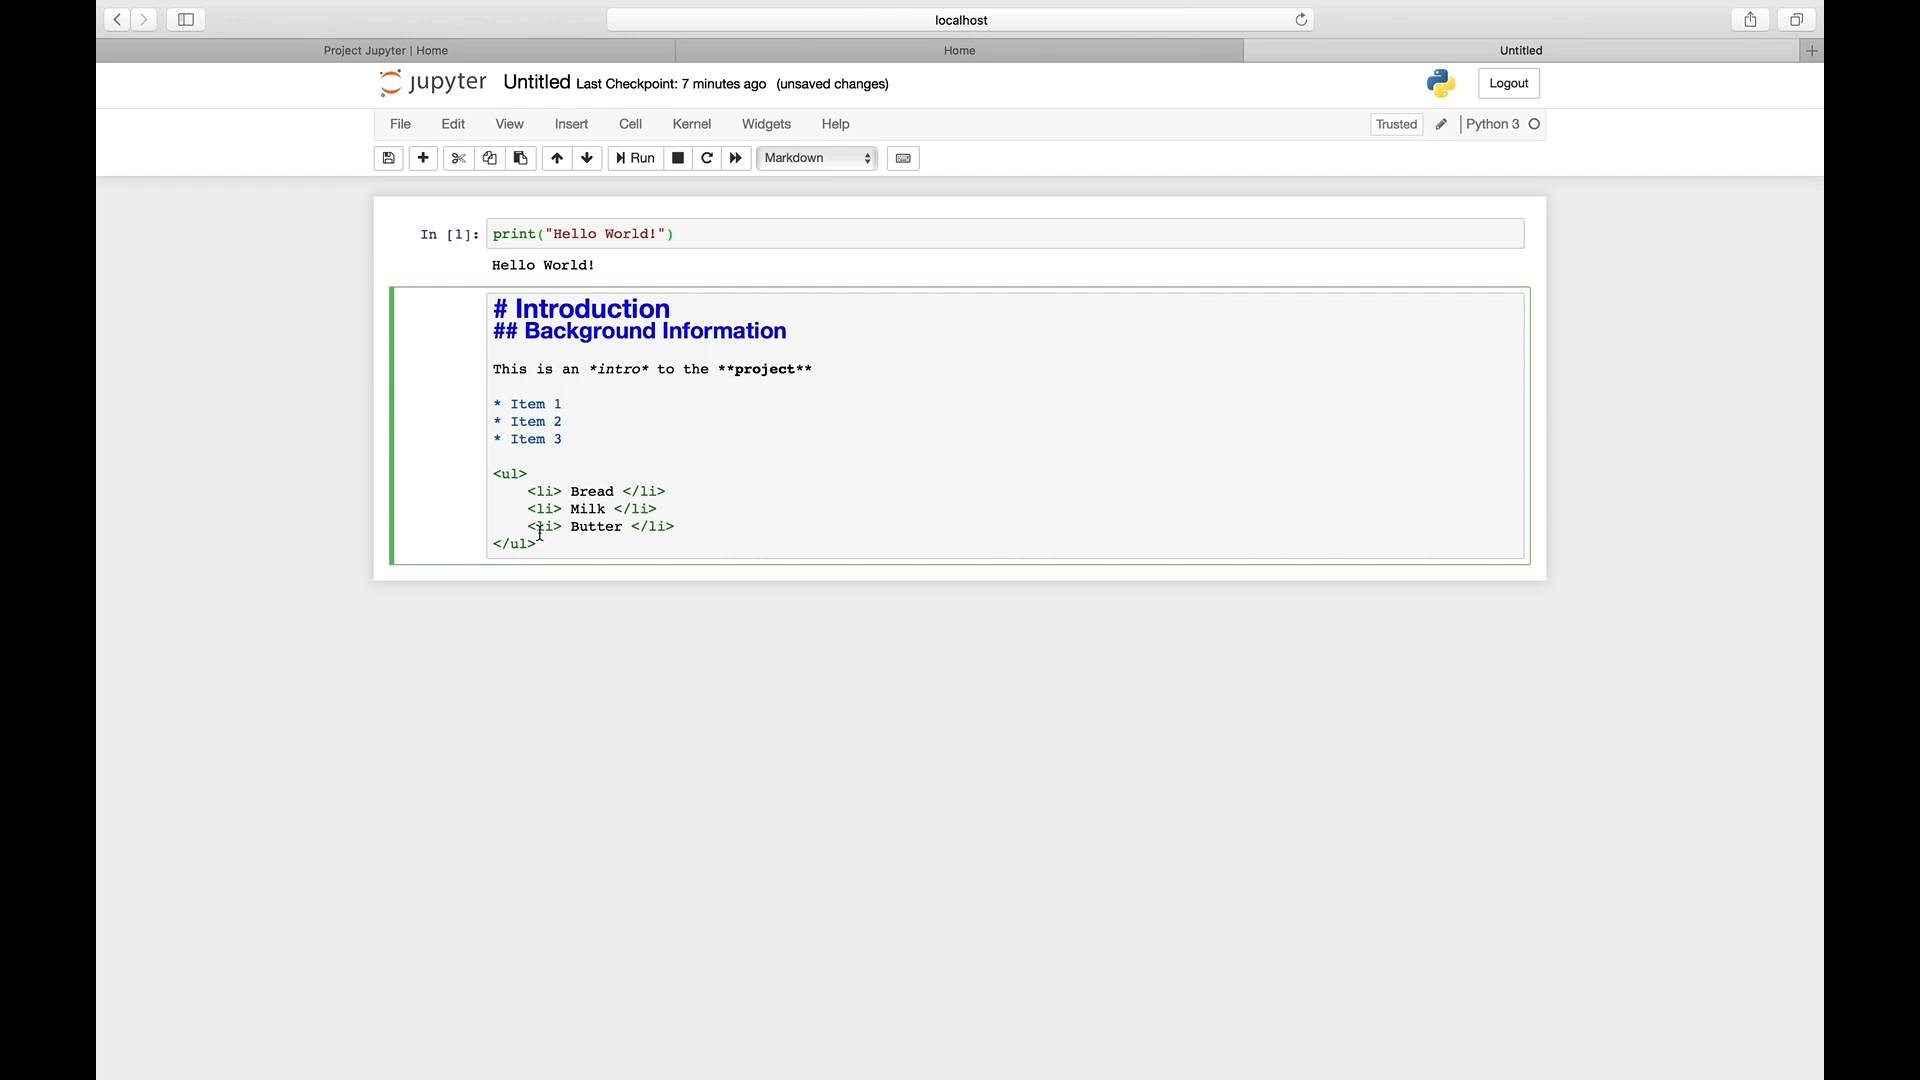 localhost
Project Jupyter | Home
Home
Untitled
jupyter Untitled Last Checkpoint: 7 minutes ago (unsaved changes)
Logout
File Edit View Insert Cell Kernel Widgets Help
Trusted Python 3
Run Markdown
In [1]: print("Hello World!")
Hello World!
# Introduction
## Background Information
This is an *intro* to the **project**
* Item 1
* Item 2
* Item 3
<ul>
<li> Bread </li>
<li> Milk </li>
<li> Butter </li>
</ul>